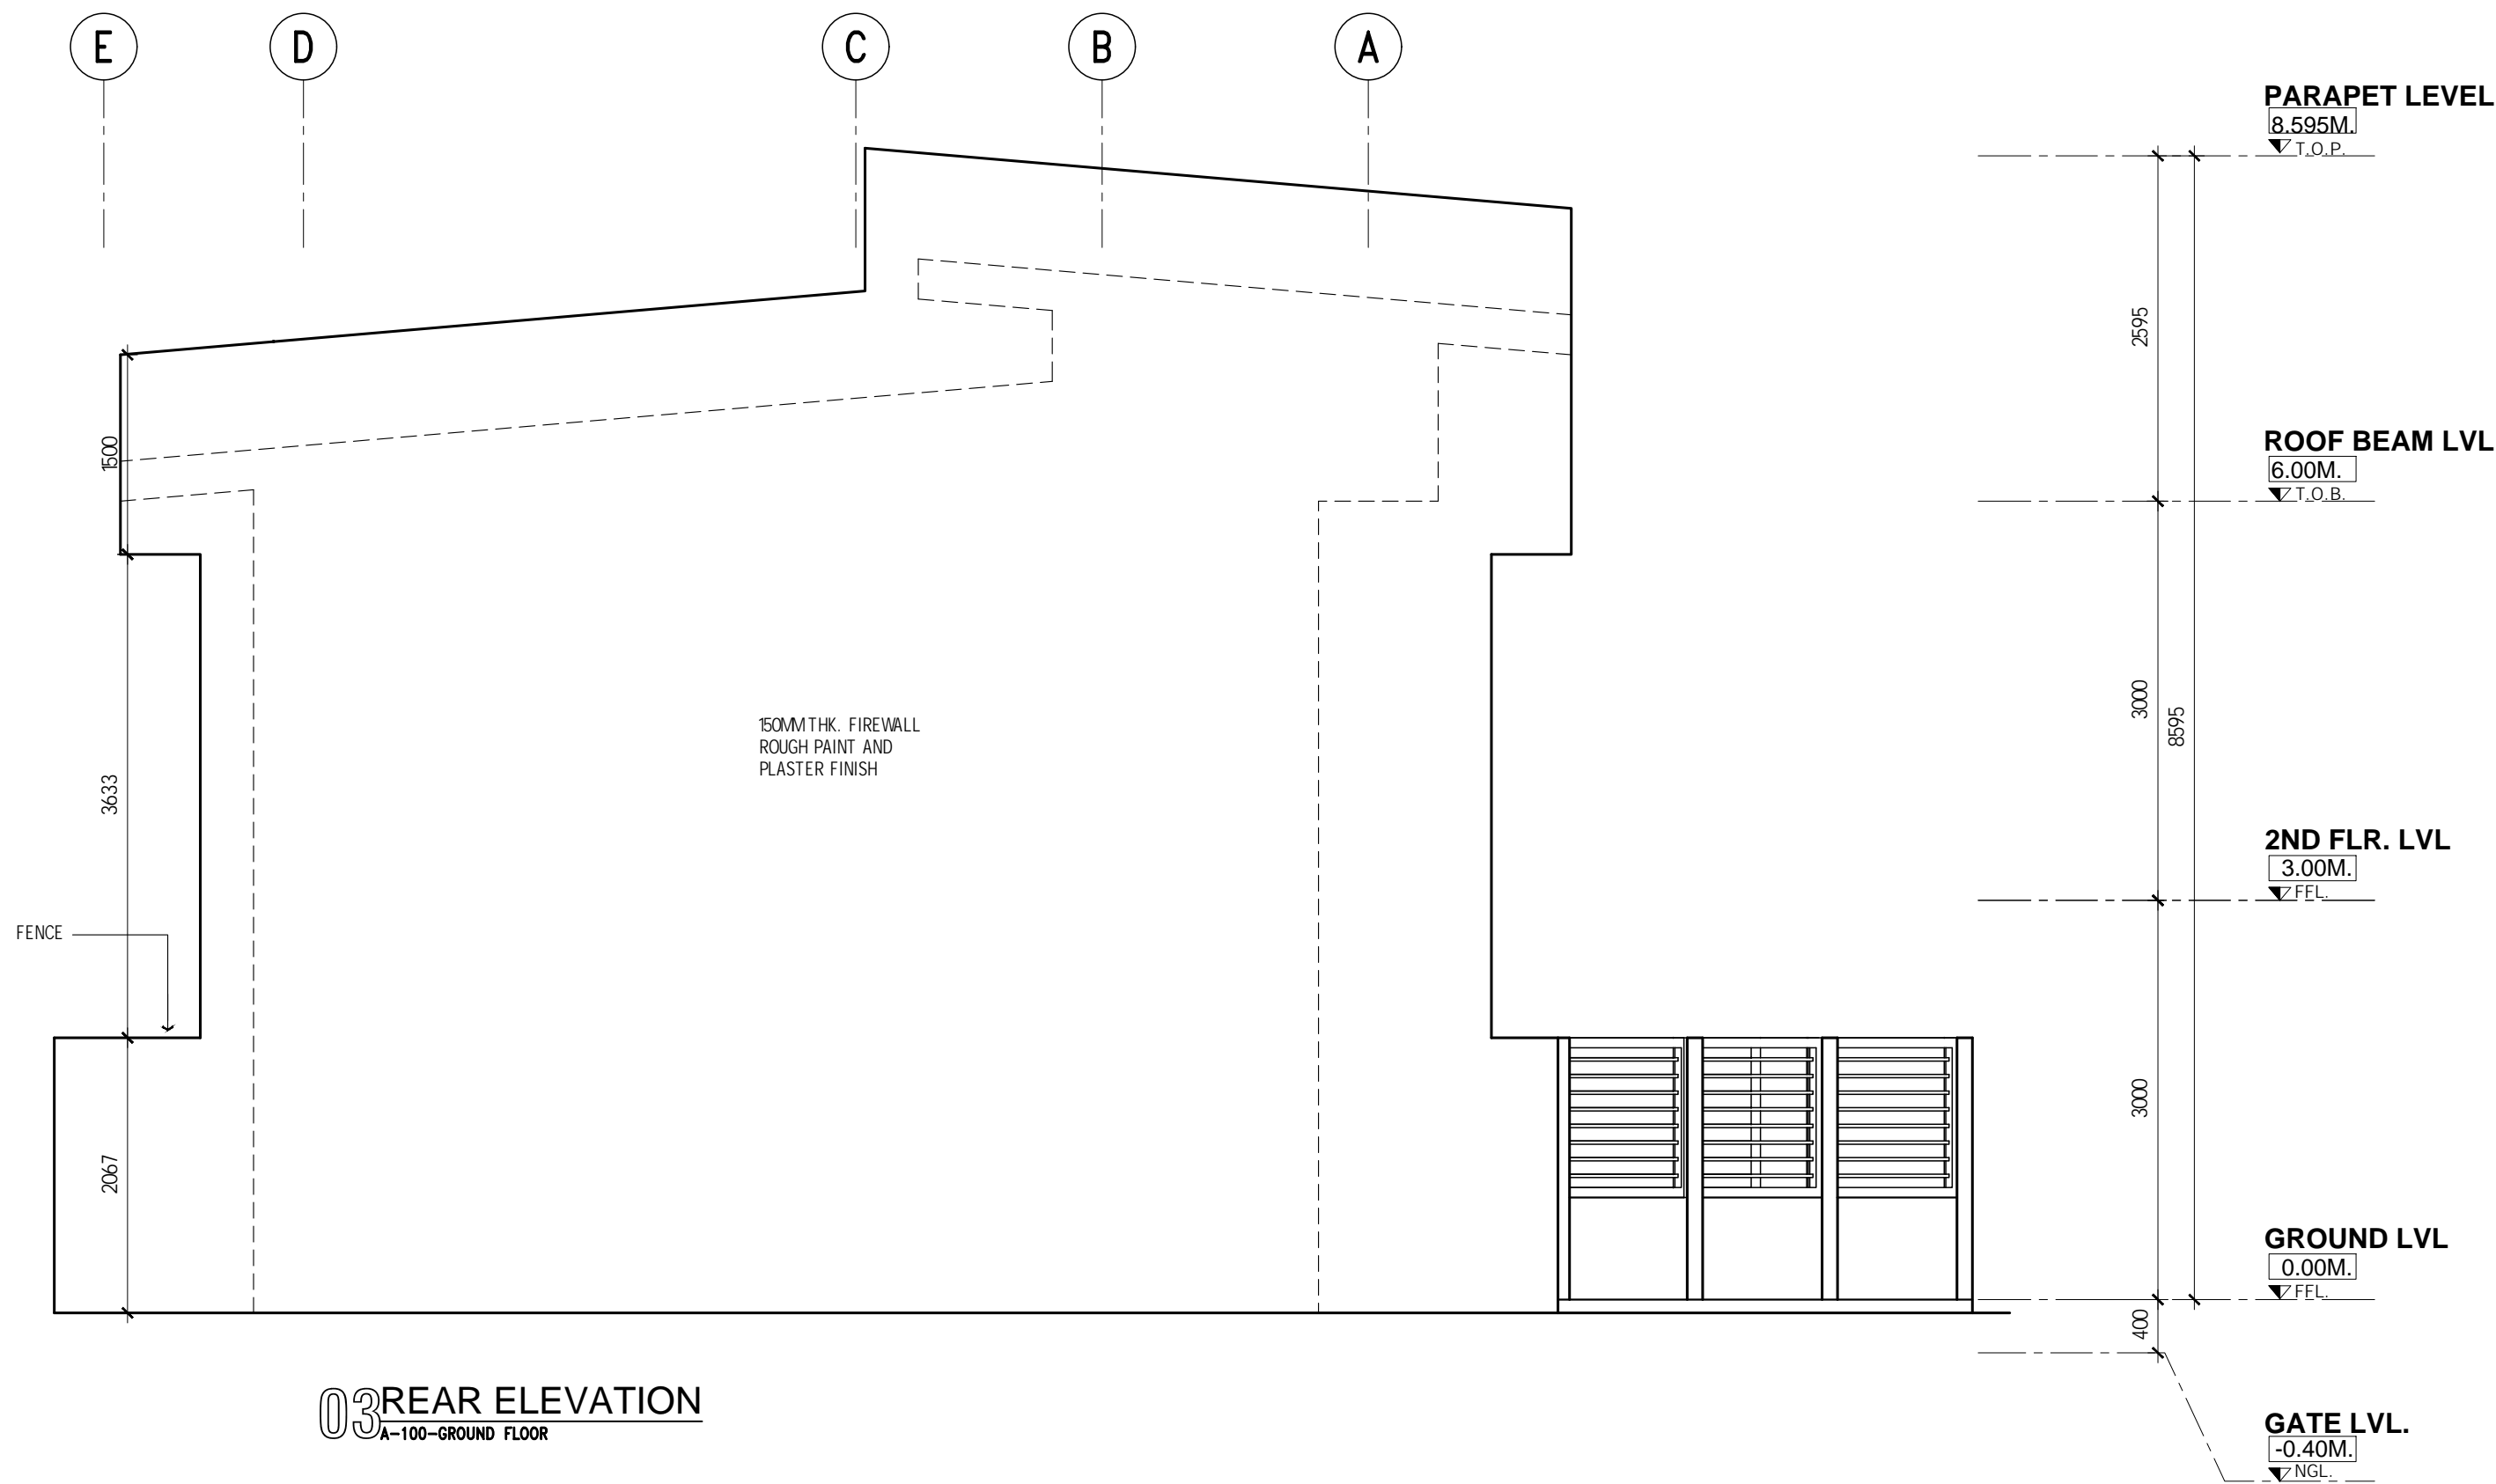 E
D
C
B
A
PARAPET LEVEL
8.595M.
T.O.P.
2595
ROOF BEAM LVL
6.00M.
T.O.B.
1500
3000
8595
150MM THK. FIREWALL
ROUGH PAINT AND
PLASTER FINISH
3633
2ND FLR. LVL
3.00M.
FFL.
FENCE
3000
2067
GROUND LVL
0.00M.
FFL.
400
03 REAR ELEVATION
A-100-GROUND FLOOR
GATE LVL.
-0.40M.
NGL.